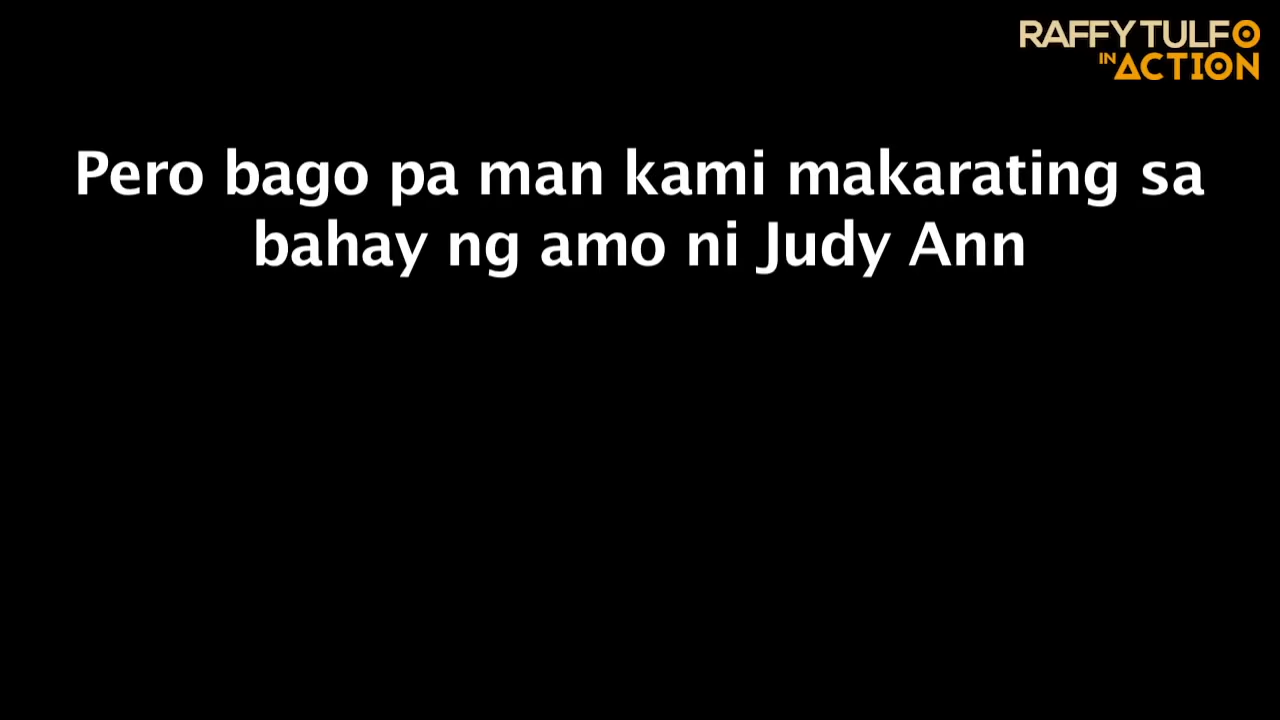 RAFFY TULFO
IN ACTION
Pero bago pa man kami makarating sa
bahay ng amo ni Judy Ann